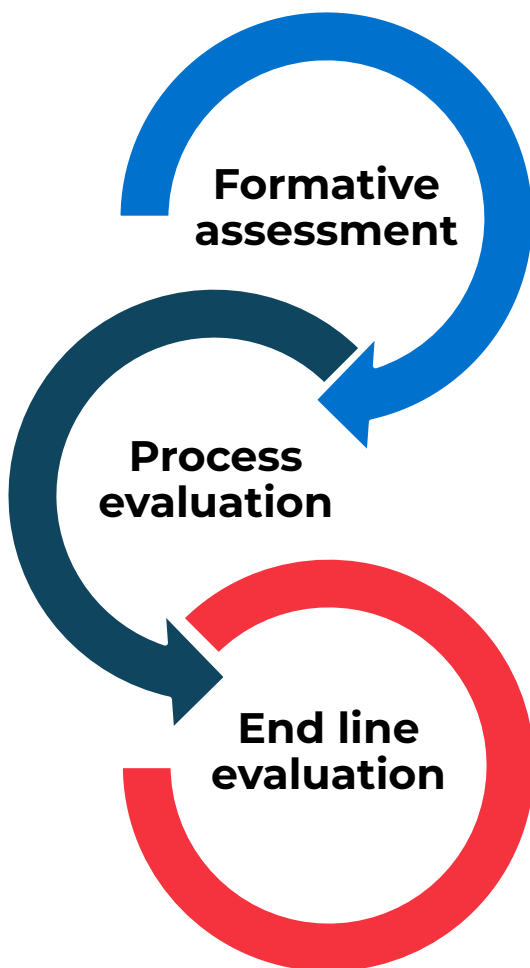 Formative
assessment
Process
evaluation
End line
evaluation